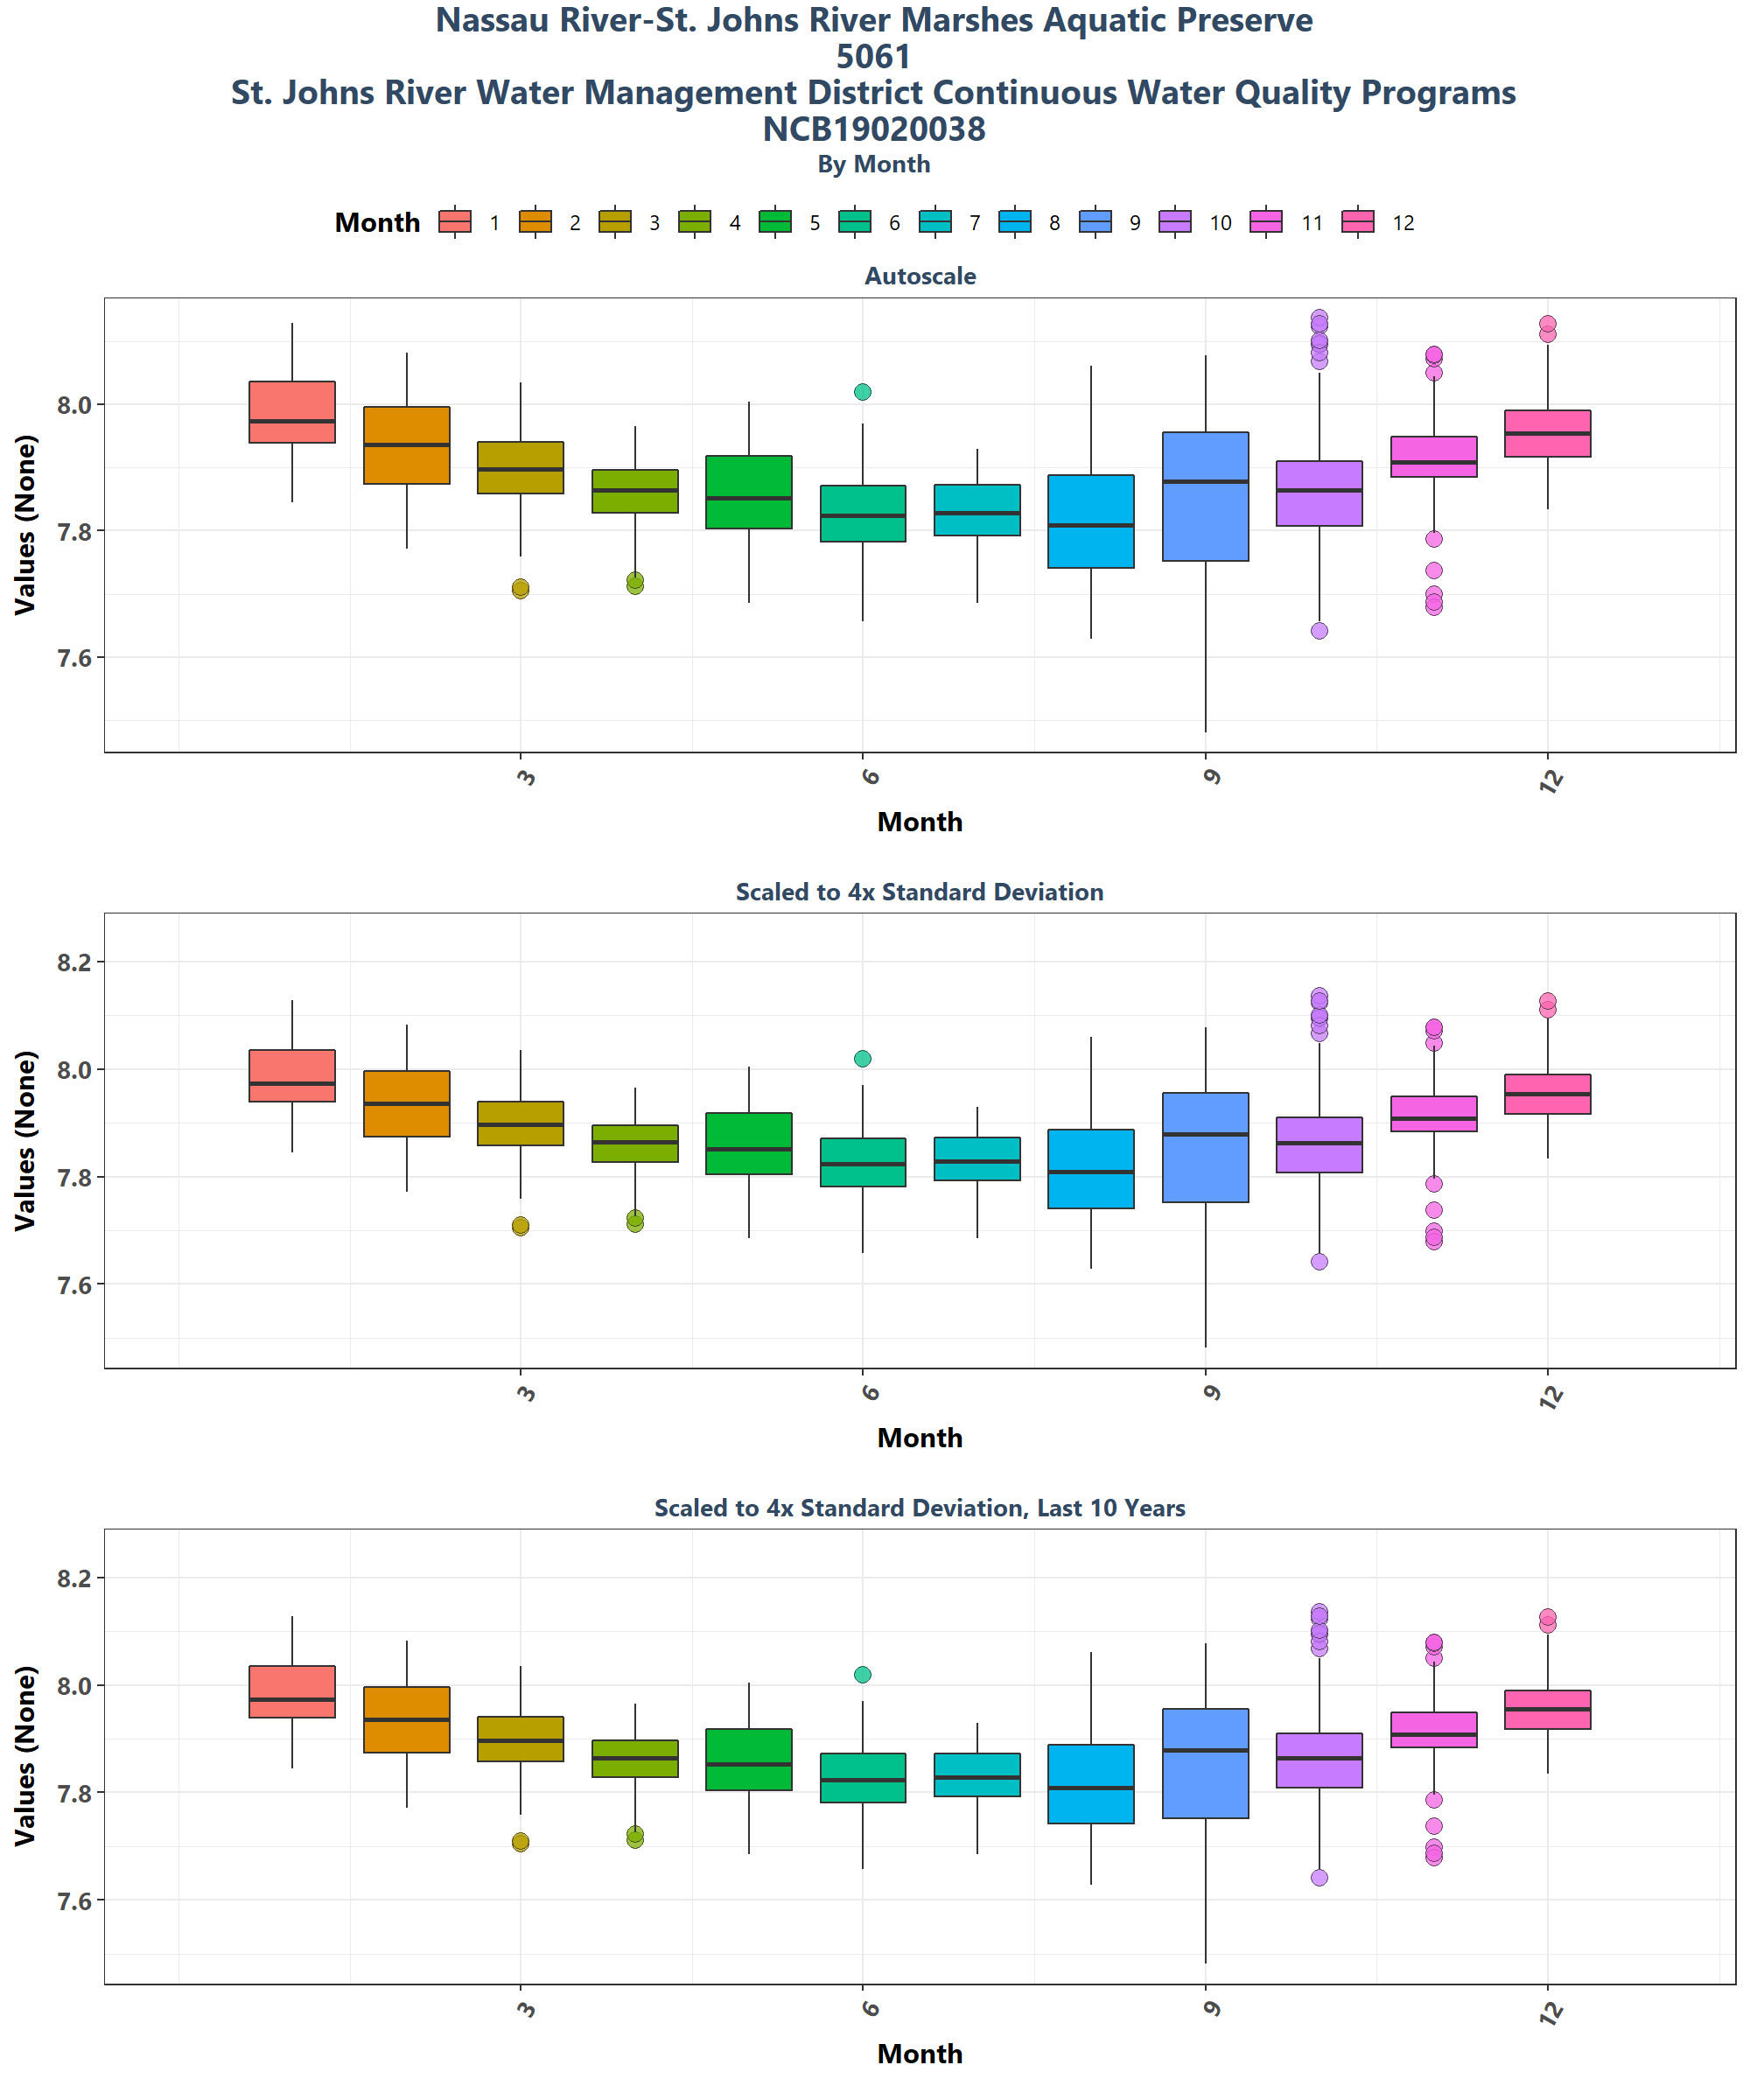 Nassau River-St. Johns River Marshes Aquatic Preserve
5061
St. Johns River Water Management District Continuous Water Quality Programs
NCB19020038
By Month
Month 1 2 3 4 5 6 7 8 9 10 11 12
Autoscale
Values (None)
8.0
7.8
7.6
3 6 9 12
Month
Scaled to 4x Standard Deviation
Values (None)
8.2
8.0
7.8
7.6
3 6 9 12
Month
Scaled to 4x Standard Deviation, Last 10 Years
Values (None)
8.2
8.0
7.8
7.6
3 6 9 12
Month